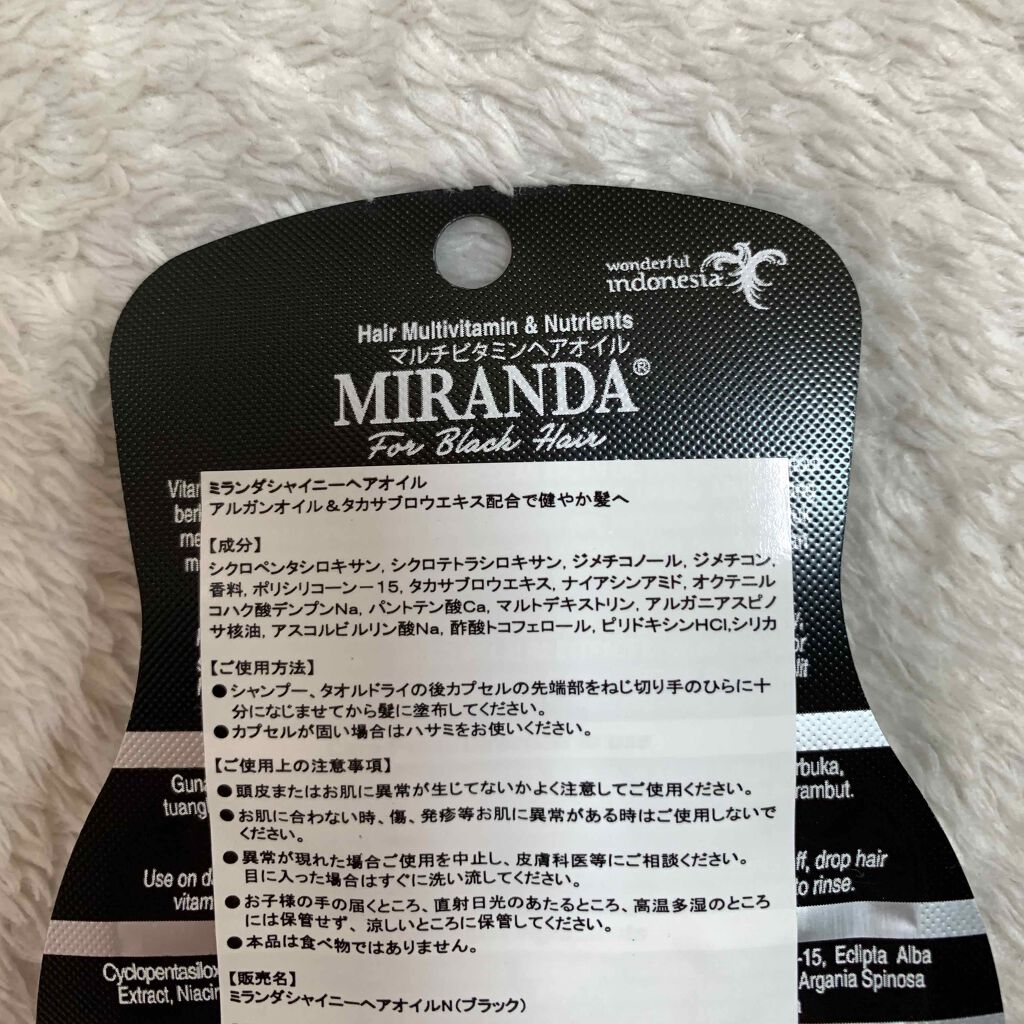 wonderful
indonesia
Hair Multivitamin & Nutrients
マルチビタミンヘアオイル
MIRANDA®
For Black Hair
ミランダシャイニーヘアオイル
アルガンオイル＆タカサブロウエキス配合で健やか髪へ
【成分】
シクロペンタシロキサン, シクロテトラシロキサン, ジメチコノール, ジメチコン,
香料, ポリシリコーンー15, タカサブロウエキス, ナイアシンアミド, オクテニル
コハク酸デンプンNa, パントテン酸Ca, マルトデキストリン, アルガニアスピノ
サ核油, アスコルビルリン酸Na, 酢酸トコフェロール, ピリドキシンHCl,シリカ
【ご使用方法】
●シャンプー、タオルドライの後カプセルの先端部をねじ切り手のひらに十
分になじませてから髪に塗布してください。
●カプセルが固い場合はハサミをお使いください。
【ご使用上の注意事項】
●頭皮またはお肌に異常が生じてないかよく注意してご使用ください。
●お肌に合わない時、傷、発疹等お肌に異常がある時はご使用しないで
ください。
●異常が現れた場合ご使用を中止し、皮膚科医等にご相談ください。
目に入った場合はすぐに洗い流してください。
●お子様の手の届くところ、直射日光のあたるところ、高温多湿のところ
には保管せず、涼しいところに保管してください。
●本品は食べ物ではありません。
【販売名】
ミランダシャイニーヘアオイルN（ブラック）
rbuka,
tuang
rambut.
Use on d
ff, drop hair
vitam
to rinse.
Cyclopentasilox
-15, Eclipta Alba
Extract, Niacin
Argania Spinosa